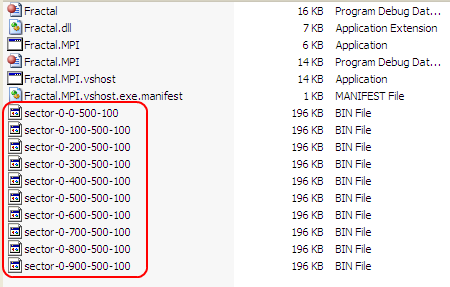 Fractal 16 KB Program Debug Dat...
Fractal.dll 7 KB Application Extension
Fractal.MPI 6 KB Application
Fractal.MPI 14 KB Program Debug Dat...
Fractal.MPI.vshost 14 KB Application
Fractal.MPI.vshost.exe.manifest 1 KB MANIFEST File
sector-0-0-500-100 196 KB BIN File
sector-0-100-500-100 196 KB BIN File
sector-0-200-500-100 196 KB BIN File
sector-0-300-500-100 196 KB BIN File
sector-0-400-500-100 196 KB BIN File
sector-0-500-500-100 196 KB BIN File
sector-0-600-500-100 196 KB BIN File
sector-0-700-500-100 196 KB BIN File
sector-0-800-500-100 196 KB BIN File
sector-0-900-500-100 196 KB BIN File